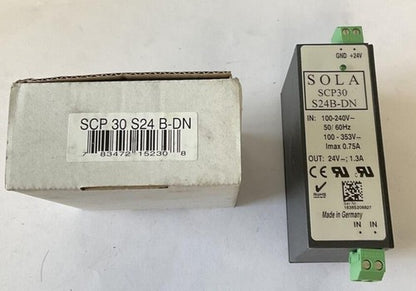 SCP 30 S24 B-DN
7 83472 15230 8
GND +24V
SOLA
SCP30
S24B-DN
IN: 100-240V~
50/60Hz
100 - 353V⎓
Imax 0.75A
OUT: 24V⎓; 1.3A
CE
Made in Germany
IN IN